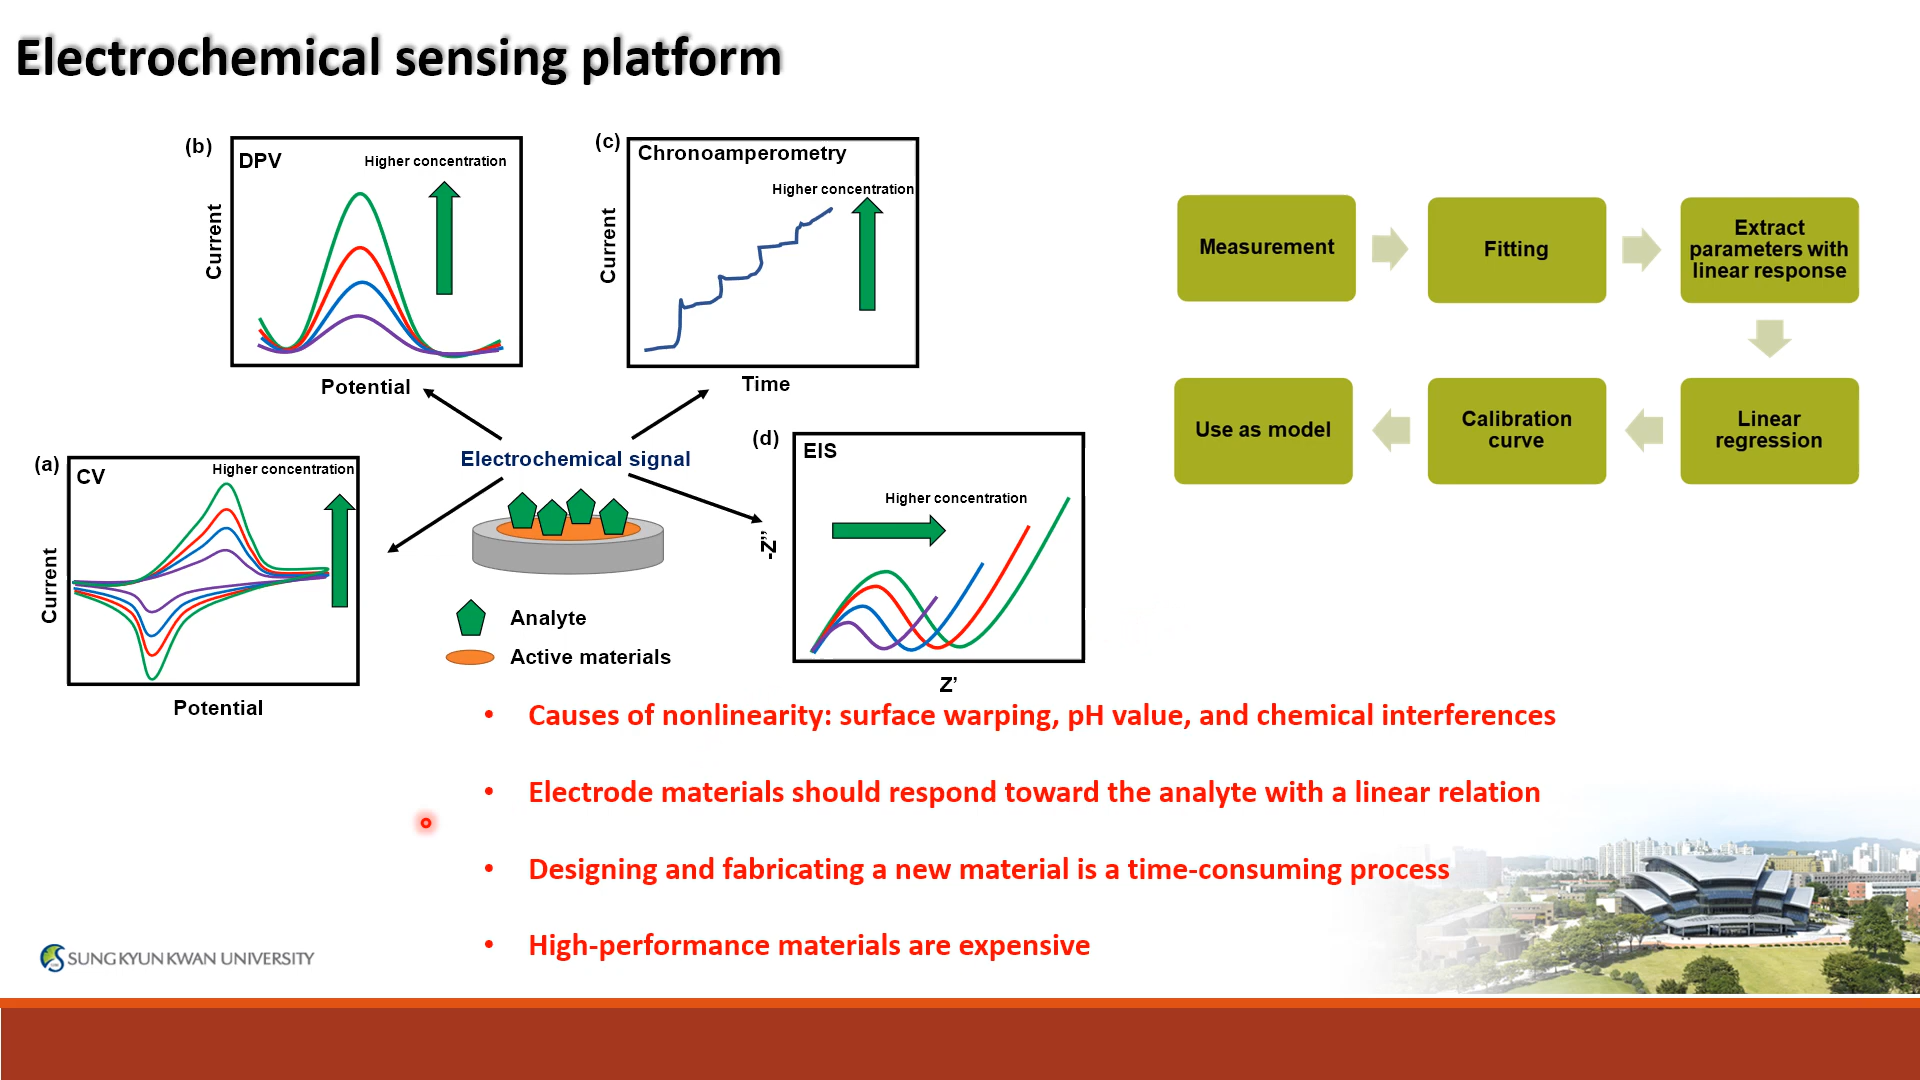 Electrochemical sensing platform
(b)
DPV
Higher concentration
Current
Potential
(c)
Chronoamperometry
Higher concentration
Current
Time
(a)
CV
Higher concentration
Current
Potential
Electrochemical signal
Analyte
Active materials
(d)
EIS
Higher concentration
-Z’’
Z’
Measurement
Fitting
Extract
parameters with
linear response
Linear
regression
Calibration
curve
Use as model
• Causes of nonlinearity: surface warping, pH value, and chemical interferences
• Electrode materials should respond toward the analyte with a linear relation
• Designing and fabricating a new material is a time-consuming process
• High-performance materials are expensive
SUNG KYUN KWAN UNIVERSITY